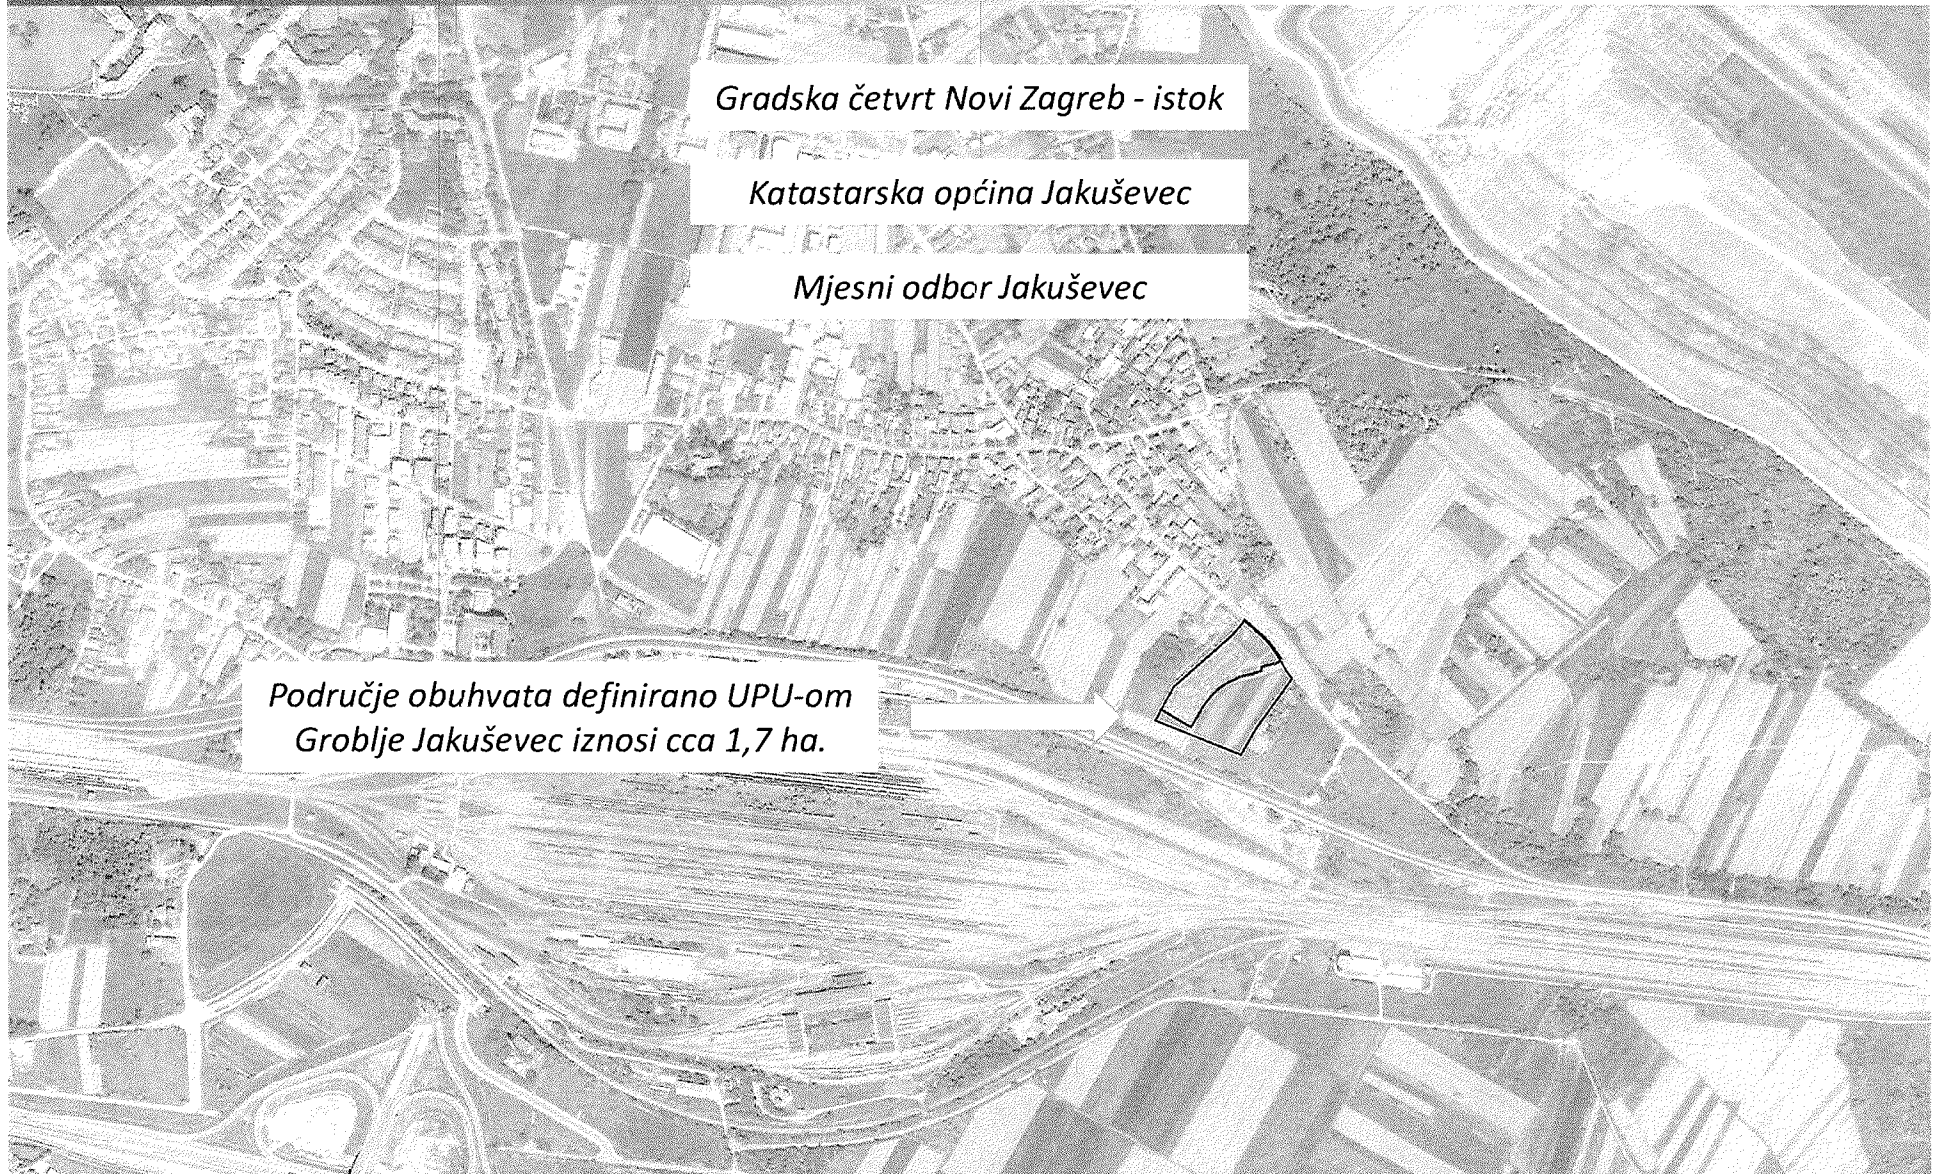 Gradska četvrt Novi Zagreb - istok
Katastarska općina Jakuševec
Mjesni odbor Jakuševec
Područje obuhvata definirano UPU-om
Groblje Jakuševec iznosi cca 1,7 ha.